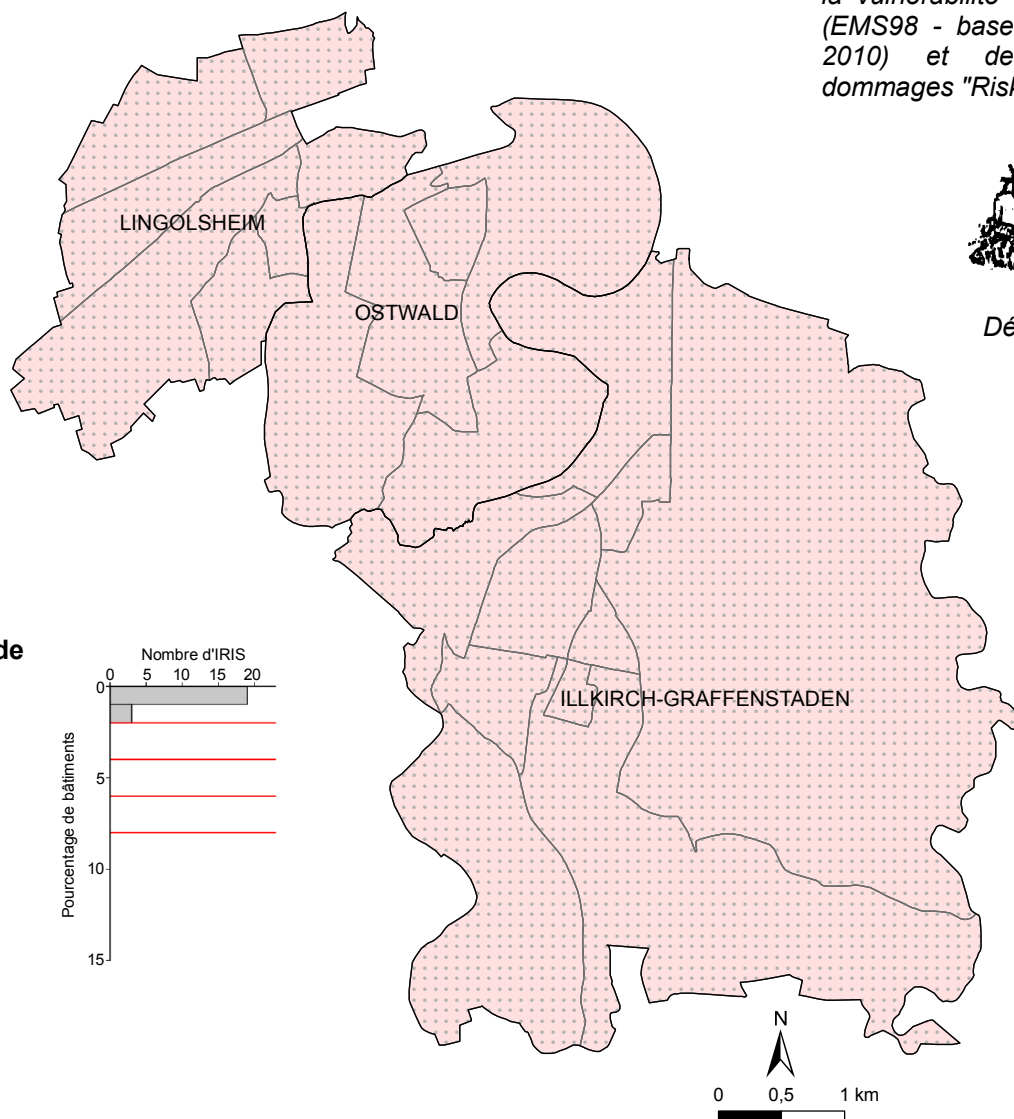 la vulnérabilité
(EMS98 - base
2010) et de
dommages "Risk
LINGOLSHEIM
OSTWALD
Dé
de
Nombre d'IRIS
0 5 10 15 20
0
5
10
15
Pourcentage de bâtiments
ILLKIRCH-GRAFFENSTADEN
N
0 0,5 1 km